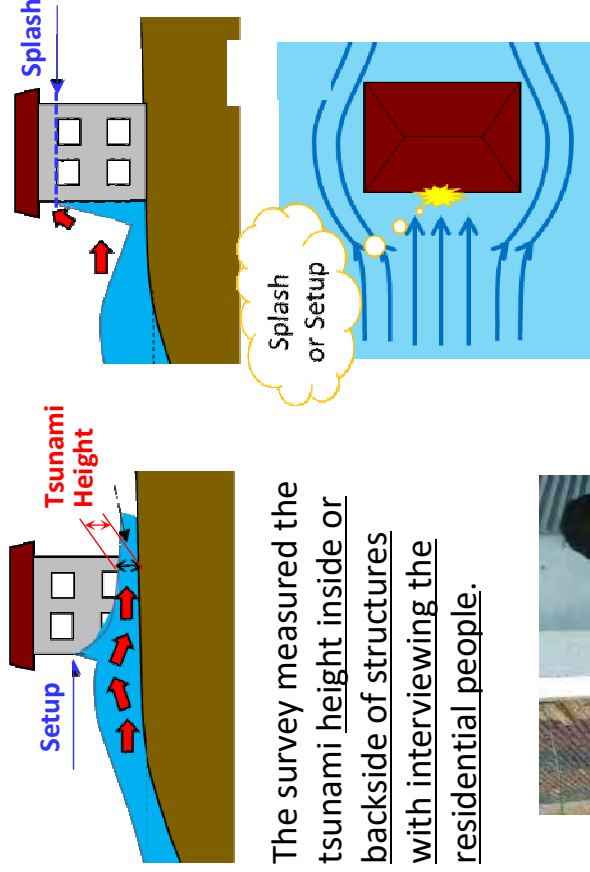 Setup
Tsunami
Height
Splash
Splash
or Setup
The survey measured the
tsunami height inside or
backside of structures
with interviewing the
residential people.